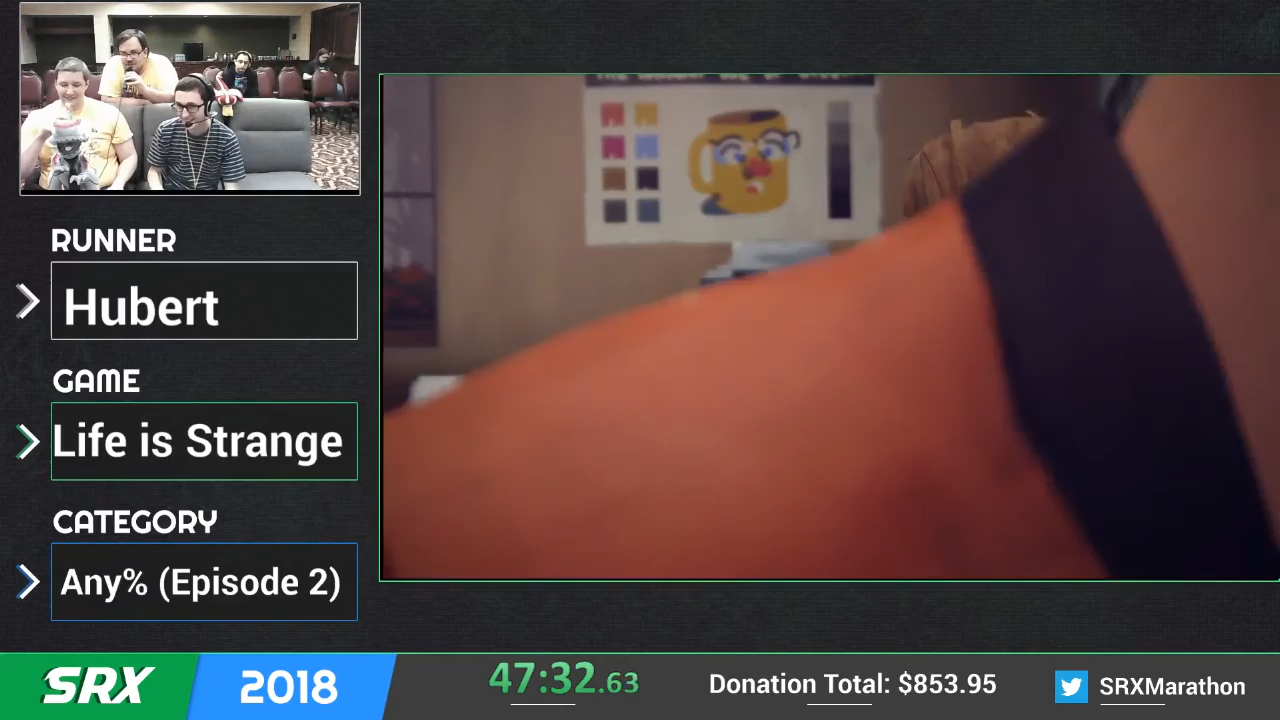 RUNNER
Hubert
GAME
Life is Strange
CATEGORY
Any% (Episode 2)
SRX
2018
47:32.63
Donation Total: $853.95
SRXMarathon